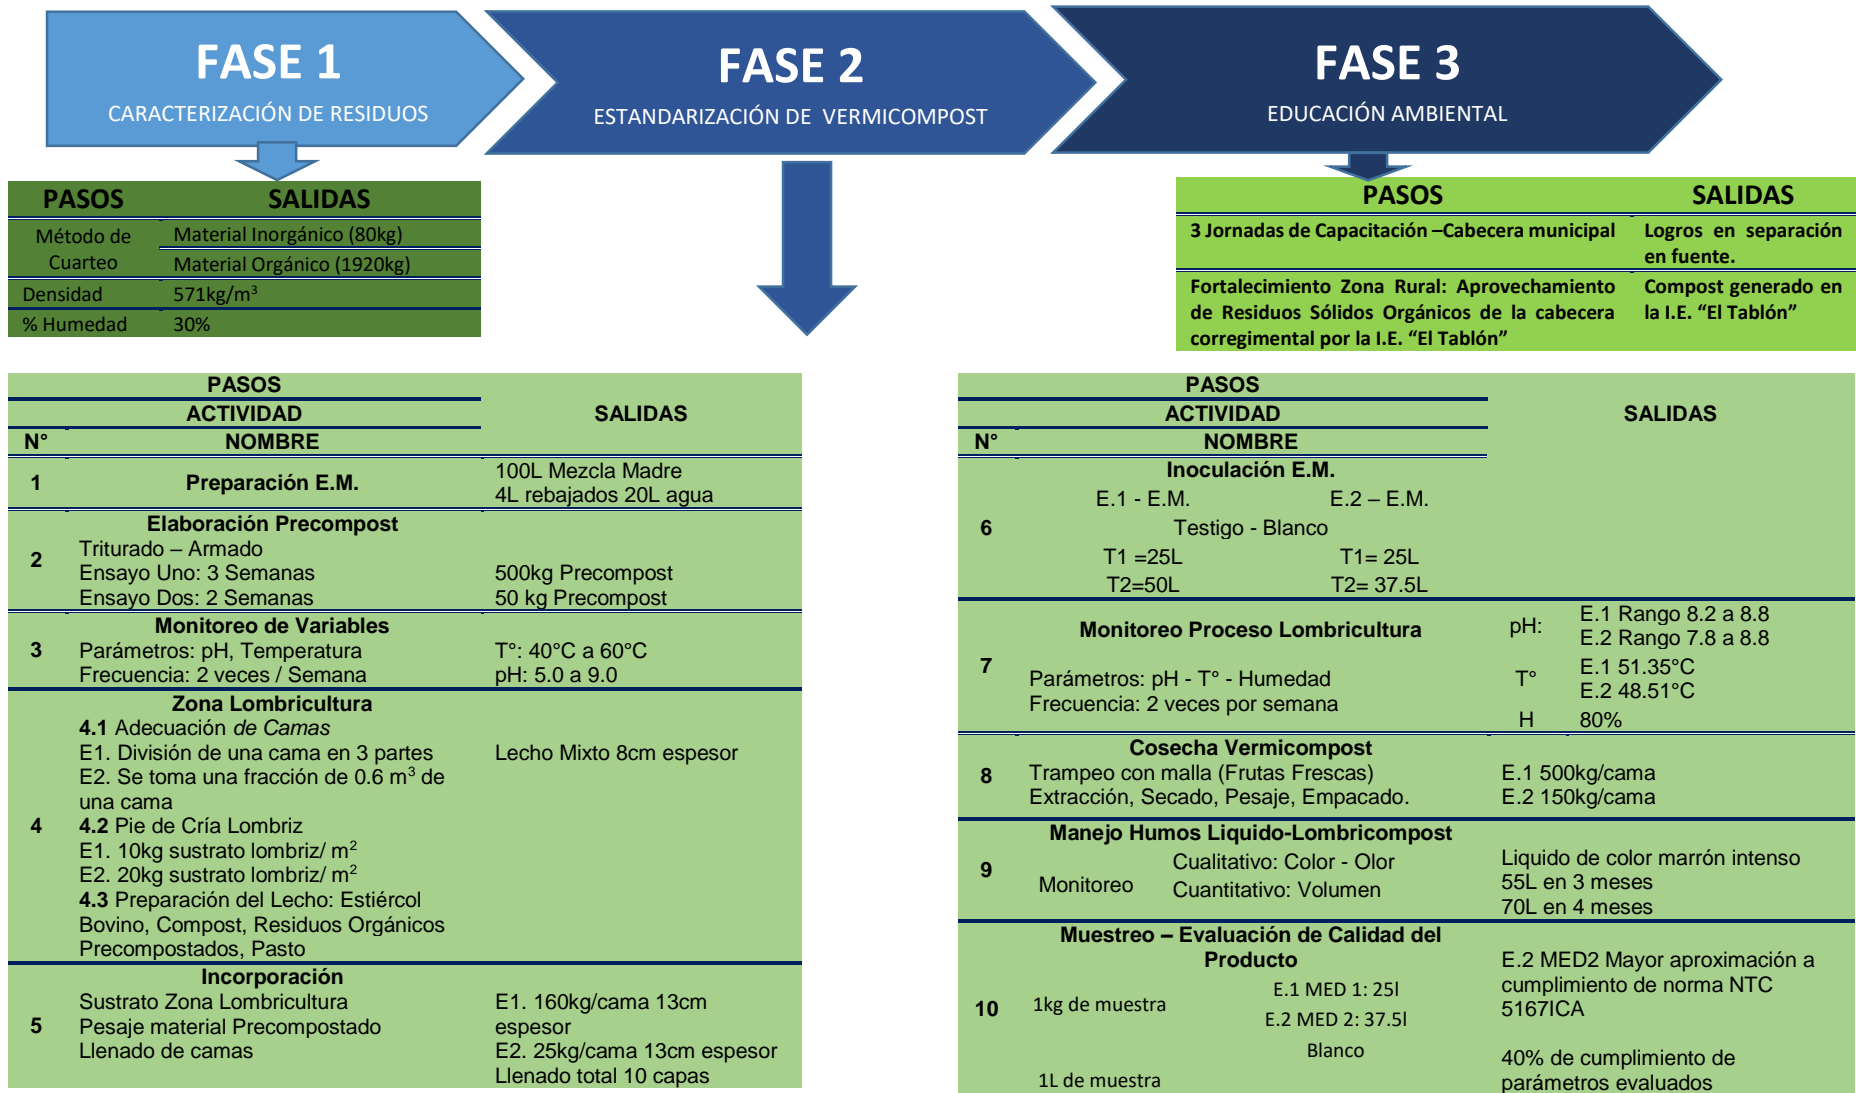 FASE 1
CARACTERIZACIÓN DE RESIDUOS
FASE 2
ESTANDARIZACIÓN DE VERMICOMPOST
FASE 3
EDUCACIÓN AMBIENTAL
PASOS SALIDAS
Método de Cuarteo
Material Inorgánico (80kg)
Material Orgánico (1920kg)
Densidad 571kg/m³
% Humedad 30%
PASOS SALIDAS
3 Jornadas de Capacitación –Cabecera municipal
Logros en separación
en fuente.
Fortalecimiento Zona Rural: Aprovechamiento
de Residuos Sólidos Orgánicos de la cabecera
corregimental por la I.E. “El Tablón”
Compost generado en
la I.E. “El Tablón”
PASOS
ACTIVIDAD
SALIDAS
N° NOMBRE
1 Preparación E.M.
100L Mezcla Madre
4L rebajados 20L agua
2
Elaboración Precompost
Triturado – Armado
Ensayo Uno: 3 Semanas 500kg Precompost
Ensayo Dos: 2 Semanas 50 kg Precompost
3
Monitoreo de Variables
Parámetros: pH, Temperatura T°: 40°C a 60°C
Frecuencia: 2 veces / Semana pH: 5.0 a 9.0
4
Zona Lombricultura
4.1 Adecuación de Camas
E1. División de una cama en 3 partes Lecho Mixto 8cm espesor
E2. Se toma una fracción de 0.6 m³ de
una cama
4.2 Pie de Cría Lombriz
E1. 10kg sustrato lombriz/ m²
E2. 20kg sustrato lombriz/ m²
4.3 Preparación del Lecho: Estiércol
Bovino, Compost, Residuos Orgánicos
Precompostados, Pasto
5
Incorporación
Sustrato Zona Lombricultura
Pesaje material Precompostado
Llenado de camas
E1. 160kg/cama 13cm
espesor
E2. 25kg/cama 13cm espesor
Llenado total 10 capas
PASOS
ACTIVIDAD
SALIDAS
N° NOMBRE
6
Inoculación E.M.
E.1 - E.M. E.2 – E.M.
Testigo - Blanco
T1 =25L T1= 25L
T2=50L T2= 37.5L
7
Monitoreo Proceso Lombricultura
Parámetros: pH - T° - Humedad
Frecuencia: 2 veces por semana
pH:
E.1 Rango 8.2 a 8.8
E.2 Rango 7.8 a 8.8
T°
E.1 51.35°C
E.2 48.51°C
H 80%
8
Cosecha Vermicompost
Trampeo con malla (Frutas Frescas) E.1 500kg/cama
Extracción, Secado, Pesaje, Empacado. E.2 150kg/cama
9
Manejo Humos Liquido-Lombricompost
Monitoreo
Cualitativo: Color - Olor
Cuantitativo: Volumen
Liquido de color marrón intenso
55L en 3 meses
70L en 4 meses
10
Muestreo – Evaluación de Calidad del
Producto
1kg de muestra
E.1 MED 1: 25l
E.2 MED 2: 37.5l
Blanco
1L de muestra
E.2 MED2 Mayor aproximación a
cumplimiento de norma NTC
5167ICA
40% de cumplimiento de
parámetros evaluados